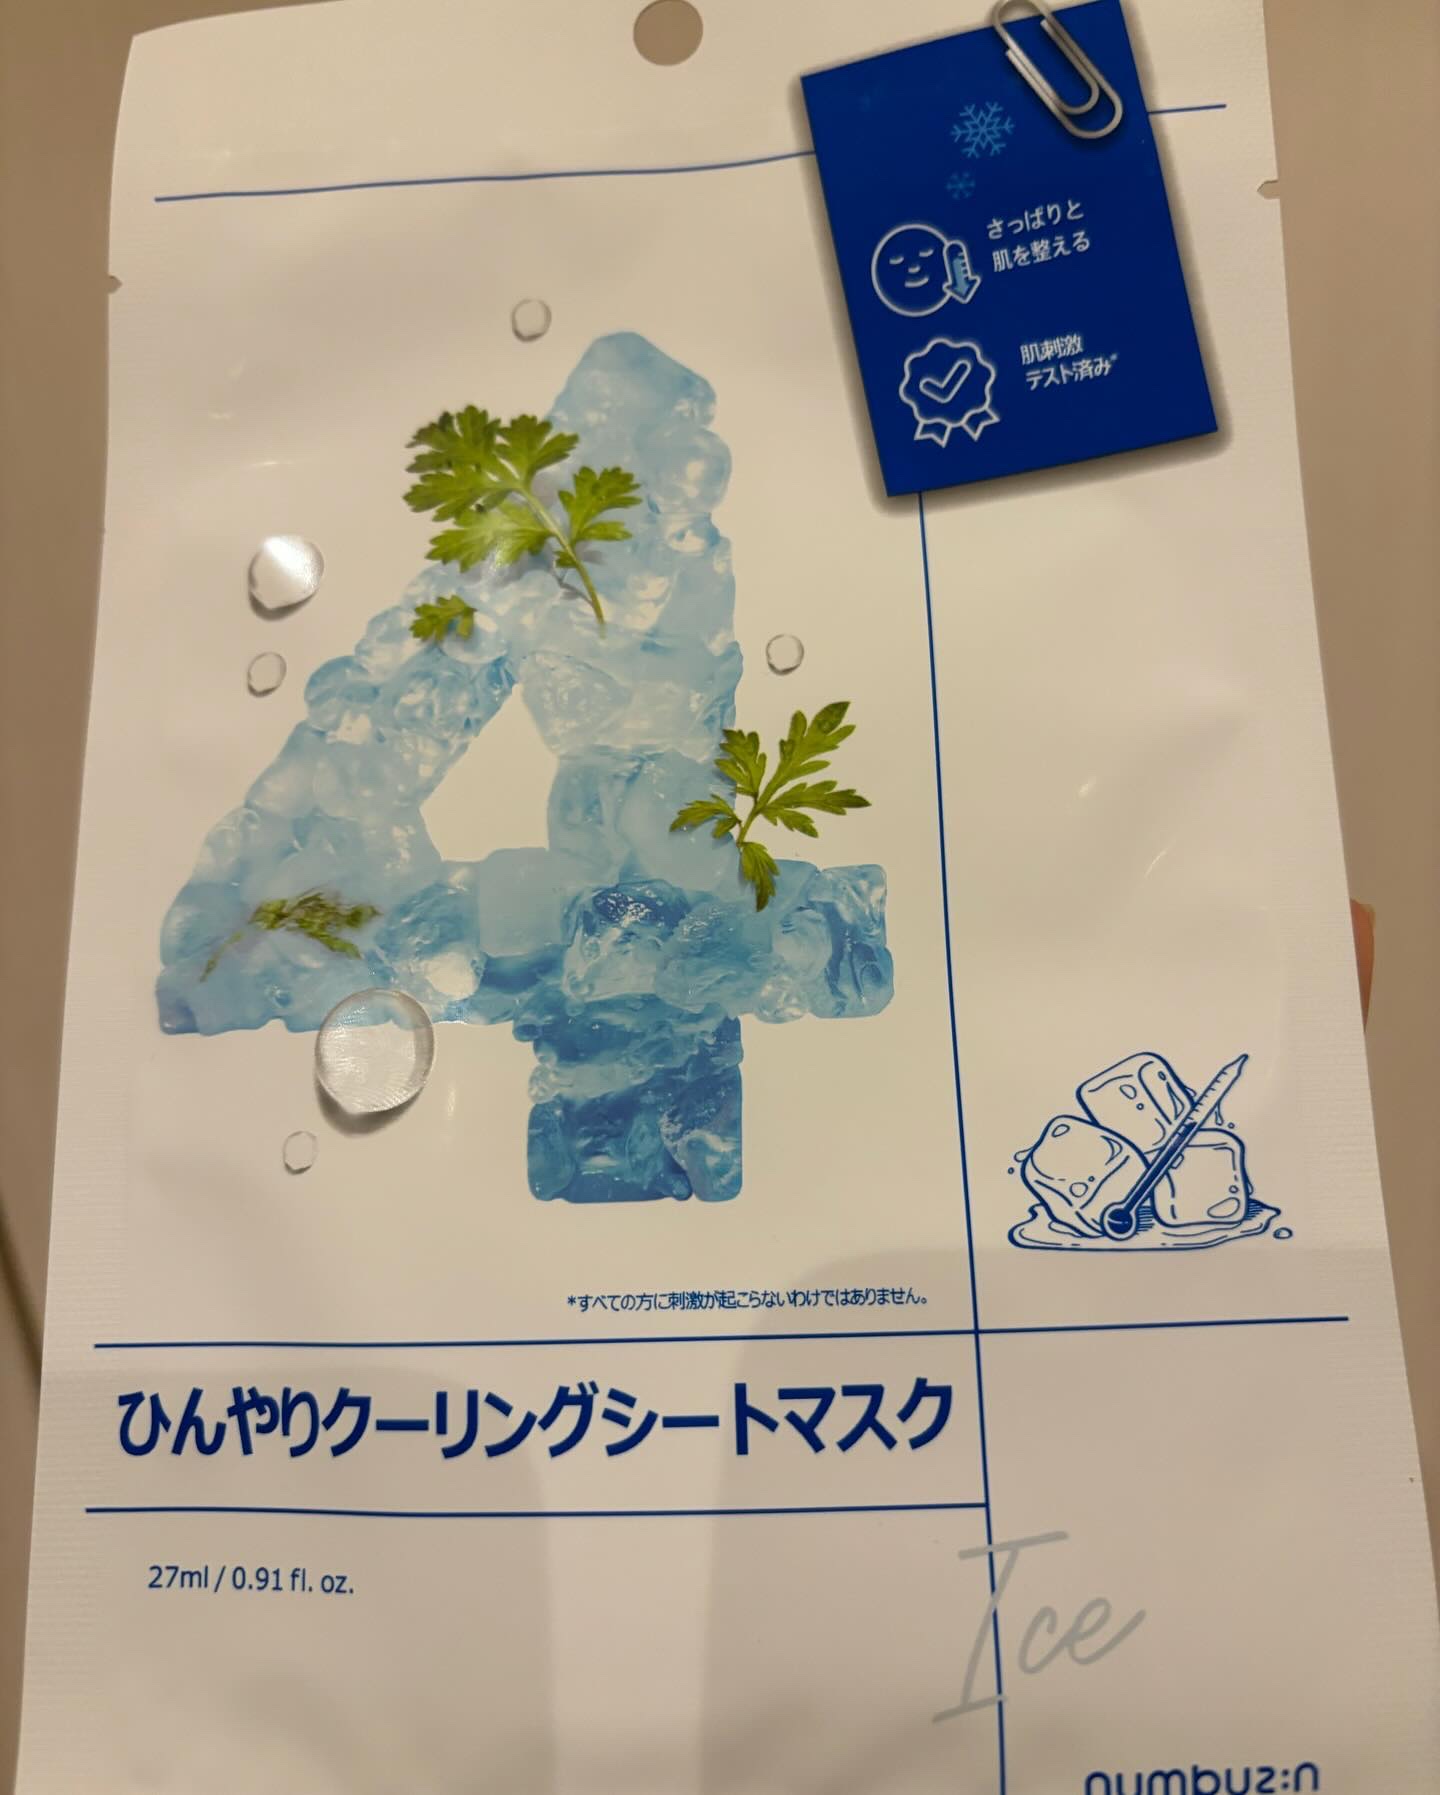 さっぱりと
肌を整える
肌刺激
テスト済み*
*すべての方に刺激が起こらないわけではありません。
ひんやりクーリングシートマスク
27ml / 0.91 fl. oz.
Ice
numbuz:n